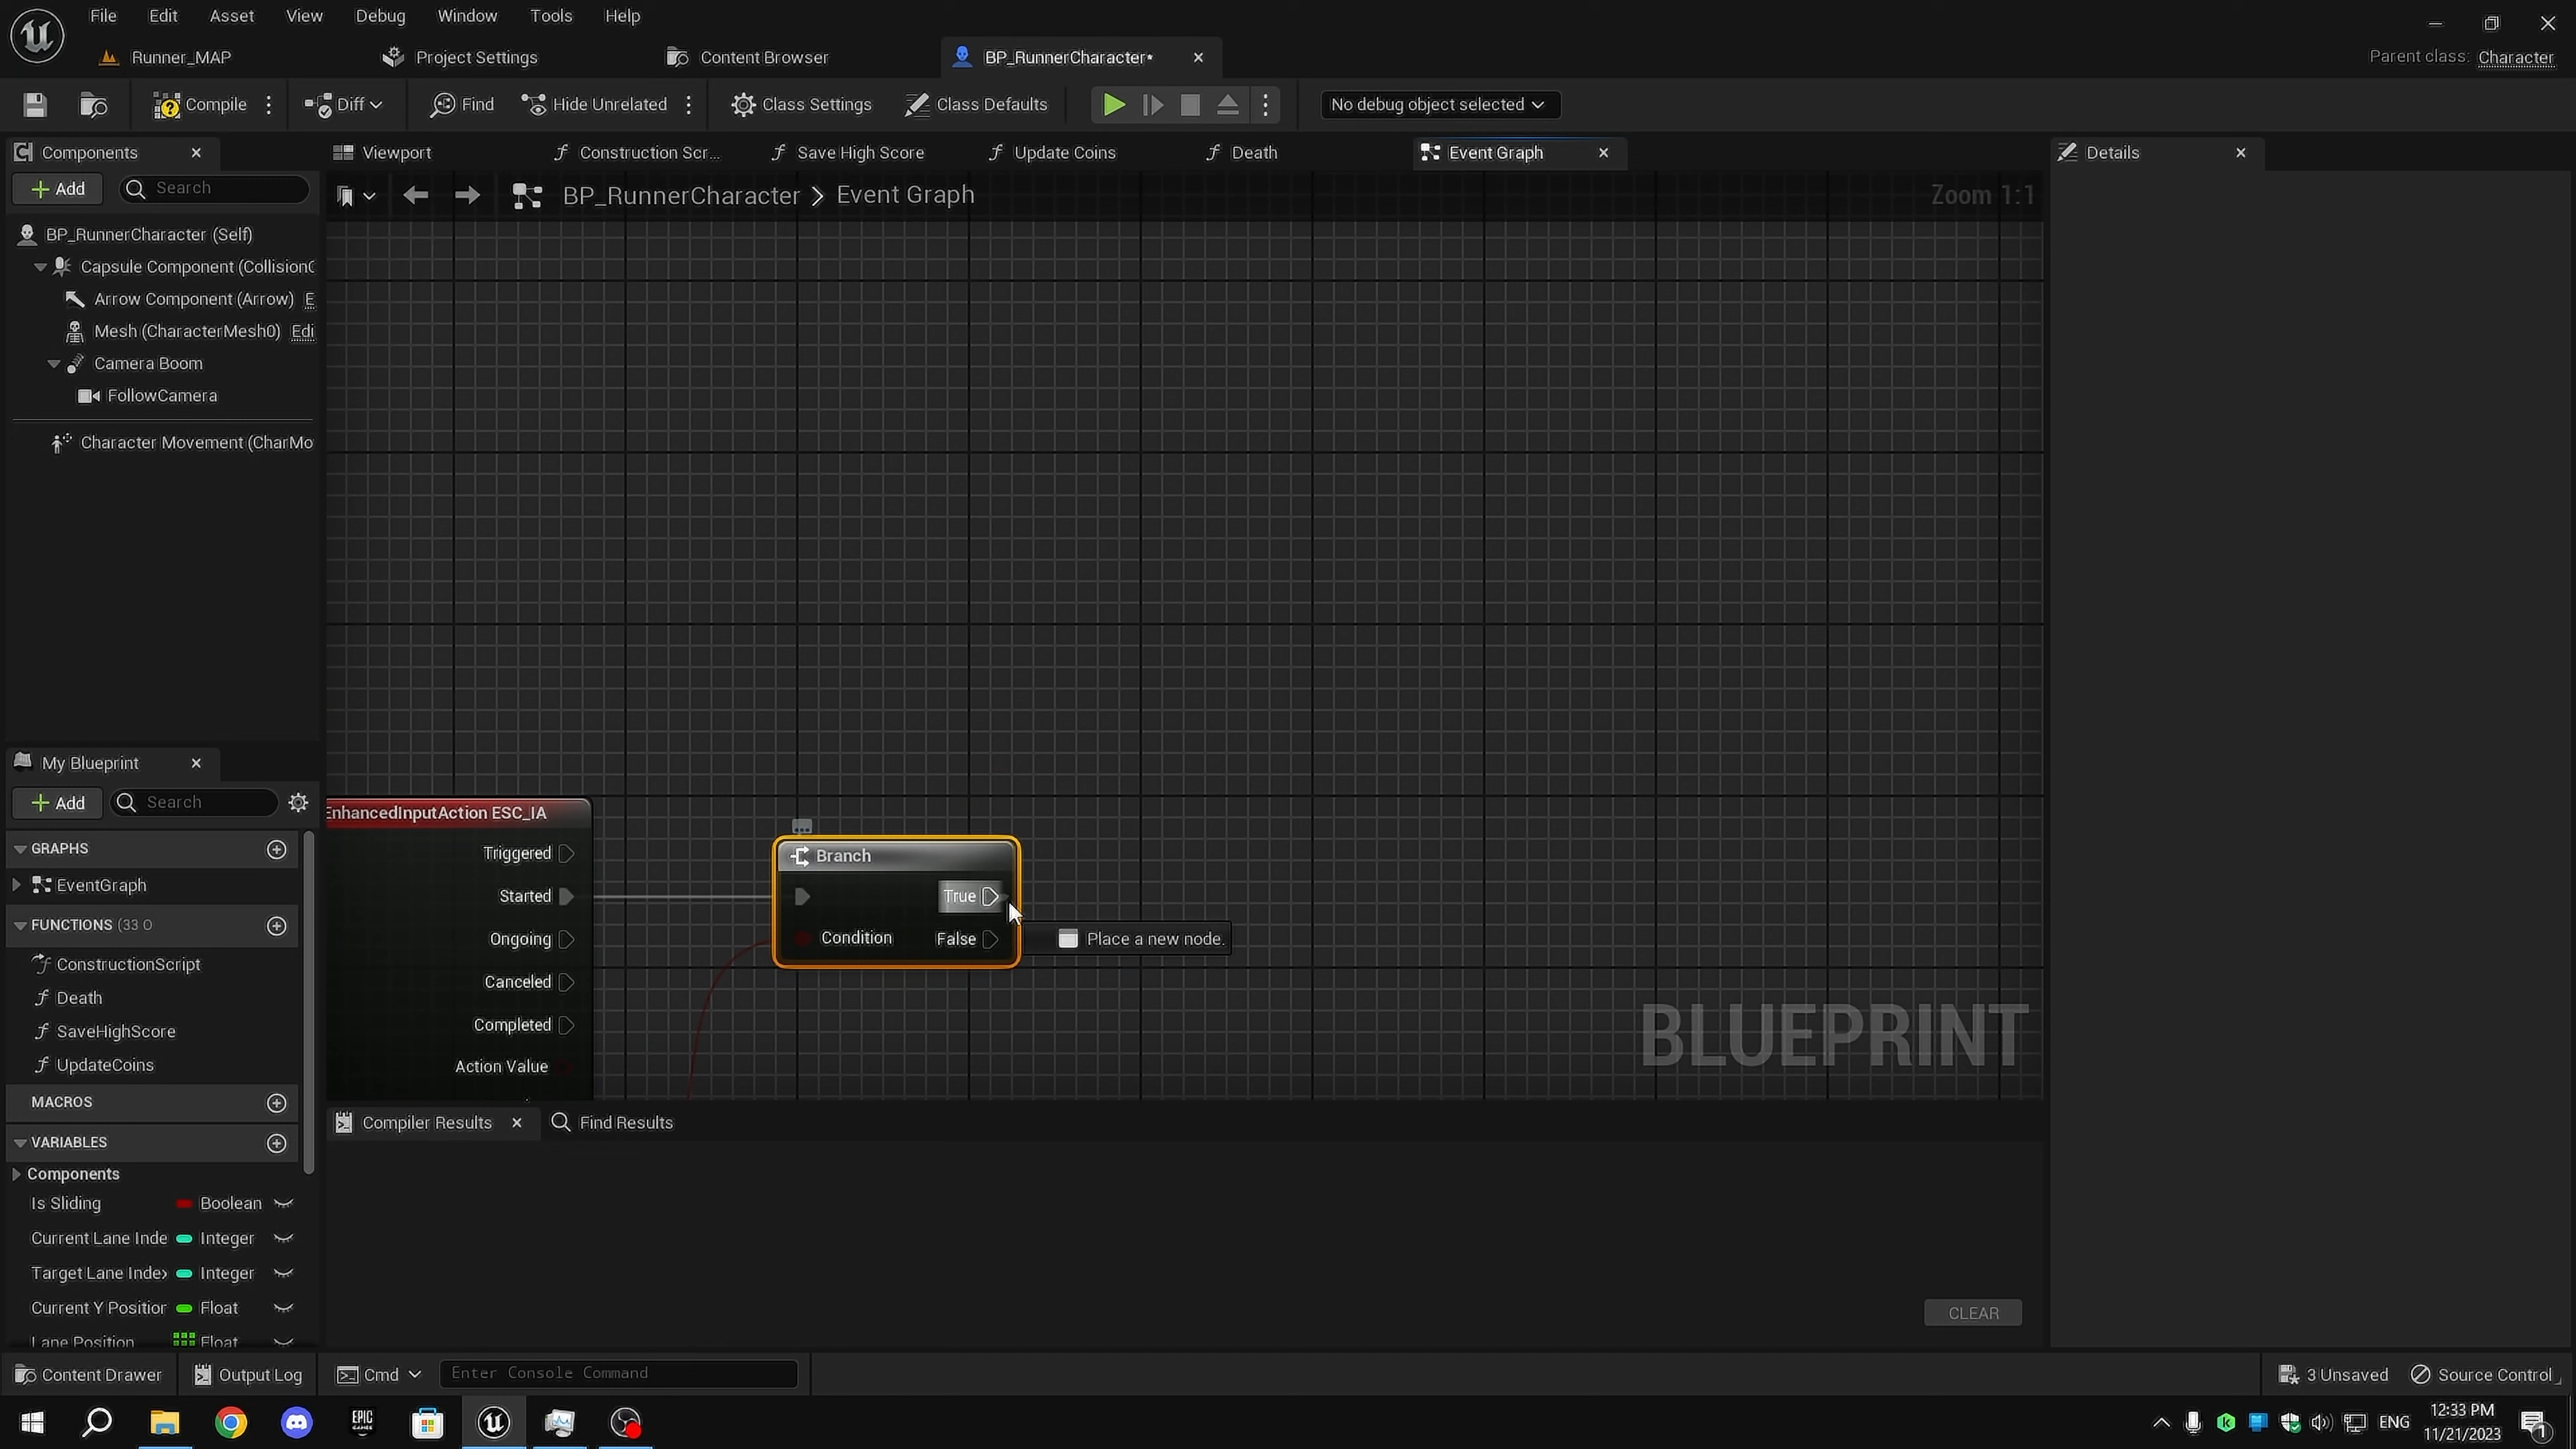 File Edit Asset View Debug Window Tools Help
Runner_MAP Project Settings Content Browser BP_RunnerCharacter* Parent class: Character
Compile Diff Find Hide Unrelated Class Settings Class Defaults No debug object selected
Components Viewport Construction Scr... Save High Score Update Coins Death Event Graph Details
Add Search BP_RunnerCharacter > Event Graph Zoom 1:1
BP_RunnerCharacter (Self)
Capsule Component (CollisionC
Arrow Component (Arrow) E
Mesh (CharacterMesh0) Edi
Camera Boom
FollowCamera
Character Movement (CharMo
My Blueprint
Add Search
GRAPHS
EventGraph
FUNCTIONS (33 O
ConstructionScript
Death
SaveHighScore
UpdateCoins
MACROS
VARIABLES
Components
Is Sliding Boolean
Current Lane Inde Integer
Target Lane Index Integer
Current Y Position Float
Lane Position Float
EnhancedInputAction ESC_IA
Triggered
Started
Ongoing
Canceled
Completed
Action Value
Branch
True
Condition False
Place a new node.
BLUEPRINT
Compiler Results Find Results
CLEAR
Content Drawer Output Log Cmd Enter Console Command 3 Unsaved Source Control
EPIC GAMES
ENG 12:33 PM
11/21/2023
1